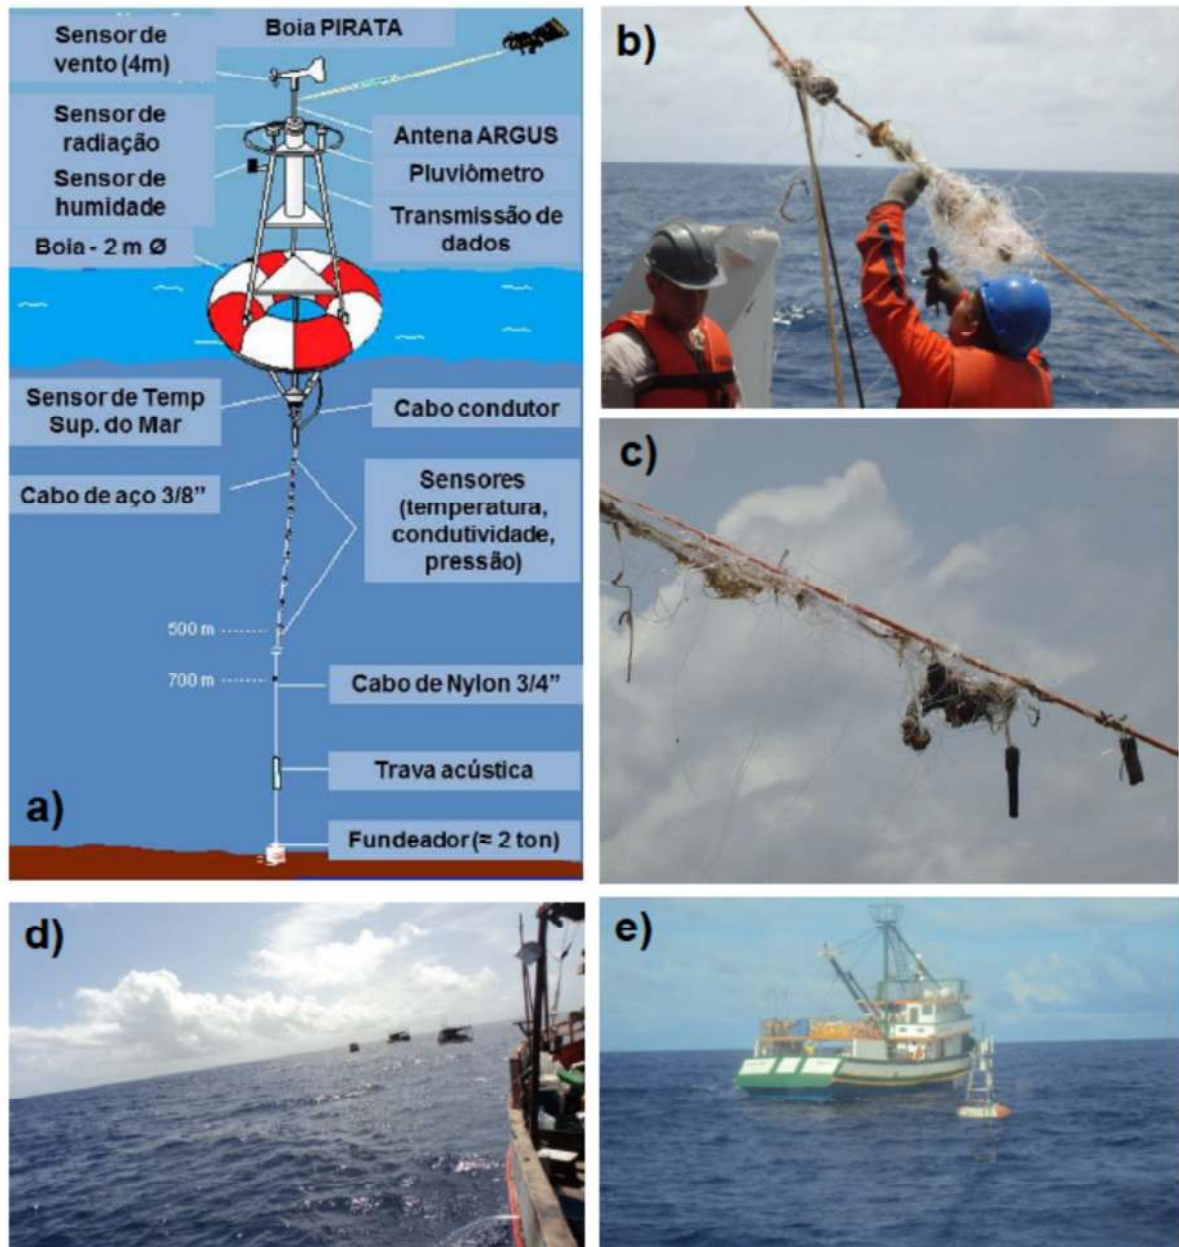 Boia PIRATA
Sensor de
vento (4m)
Sensor de
radiação
Antena ARGUS
Pluviômetro
Sensor de
humidade
Transmissão de
dados
Boia - 2 m Ø
Sensor de Temp
Sup. do Mar
Cabo condutor
Cabo de aço 3/8”
Sensores
(temperatura,
condutividade,
pressão)
500 m
700 m
Cabo de Nylon 3/4”
Trava acústica
Fundeador (≈ 2 ton)
a)
b)
c)
d)
e)